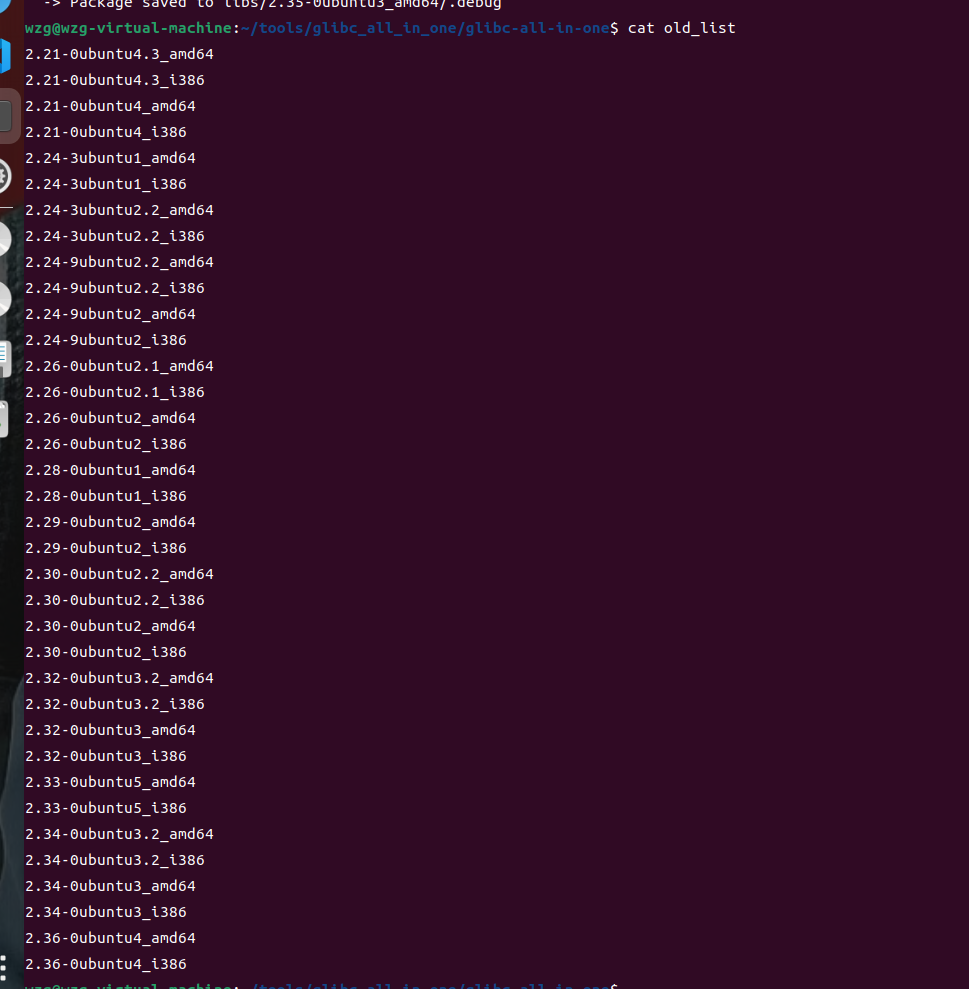 -> Package saved to libs/2.35-0ubuntu3_amd64/.debug
wzg@wzg-virtual-machine:~/tools/glibc_all_in_one/glibc-all-in-one$ cat old_list
2.21-0ubuntu4.3_amd64
2.21-0ubuntu4.3_i386
2.21-0ubuntu4_amd64
2.21-0ubuntu4_i386
2.24-3ubuntu1_amd64
2.24-3ubuntu1_i386
2.24-3ubuntu2.2_amd64
2.24-3ubuntu2.2_i386
2.24-9ubuntu2.2_amd64
2.24-9ubuntu2.2_i386
2.24-9ubuntu2_amd64
2.24-9ubuntu2_i386
2.26-0ubuntu2.1_amd64
2.26-0ubuntu2.1_i386
2.26-0ubuntu2_amd64
2.26-0ubuntu2_i386
2.28-0ubuntu1_amd64
2.28-0ubuntu1_i386
2.29-0ubuntu2_amd64
2.29-0ubuntu2_i386
2.30-0ubuntu2.2_amd64
2.30-0ubuntu2.2_i386
2.30-0ubuntu2_amd64
2.30-0ubuntu2_i386
2.32-0ubuntu3.2_amd64
2.32-0ubuntu3.2_i386
2.32-0ubuntu3_amd64
2.32-0ubuntu3_i386
2.33-0ubuntu5_amd64
2.33-0ubuntu5_i386
2.34-0ubuntu3.2_amd64
2.34-0ubuntu3.2_i386
2.34-0ubuntu3_amd64
2.34-0ubuntu3_i386
2.36-0ubuntu4_amd64
2.36-0ubuntu4_i386
wzg@wzg-virtual-machine:~/tools/glibc_all_in_one/glibc-all-in-one$